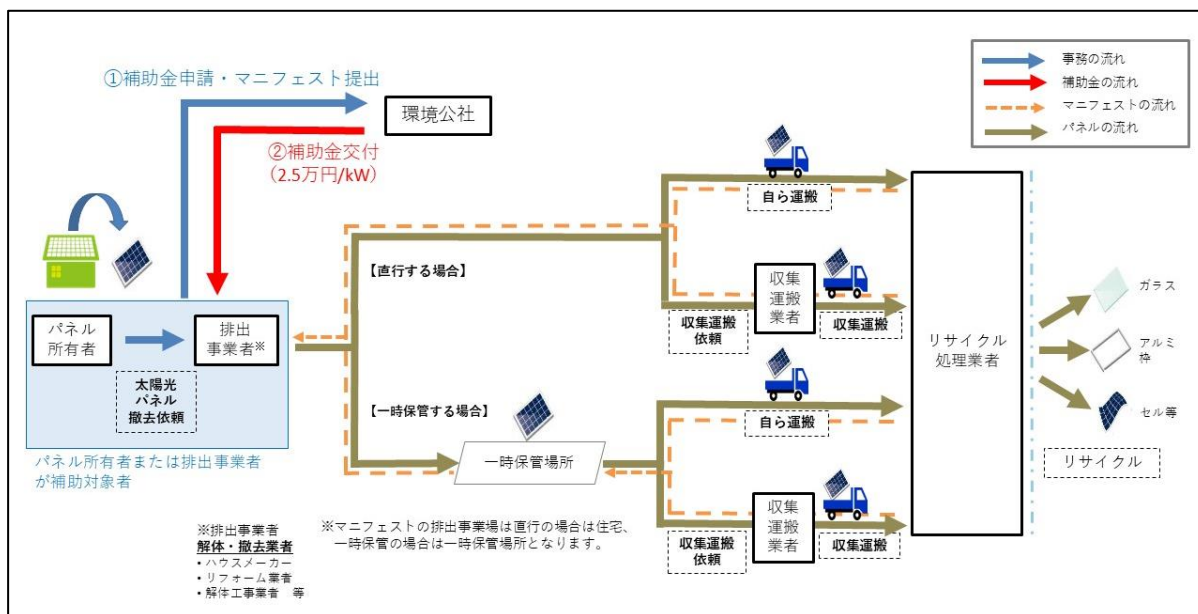 ①補助金申請・マニフェスト提出
環境公社
②補助金交付
（2.5万円/kW）
事務の流れ
補助金の流れ
マニフェストの流れ
パネルの流れ
パネル
所有者
排出
事業者※
太陽光
パネル
撤去依頼
パネル所有者または排出事業者
が補助対象者
※排出事業者
解体・撤去業者
・ハウスメーカー
・リフォーム業者
・解体工事業者　等
【直行する場合】
自ら運搬
収集運搬
依頼
収集
運搬
業者
収集運搬
【一時保管する場合】
一時保管場所
自ら運搬
収集運搬
依頼
収集
運搬
業者
収集運搬
※マニフェストの排出事業場は直行の場合は住宅、
一時保管の場合は一時保管場所となります。
リサイクル
処理業者
ガラス
アルミ
枠
セル等
リサイクル